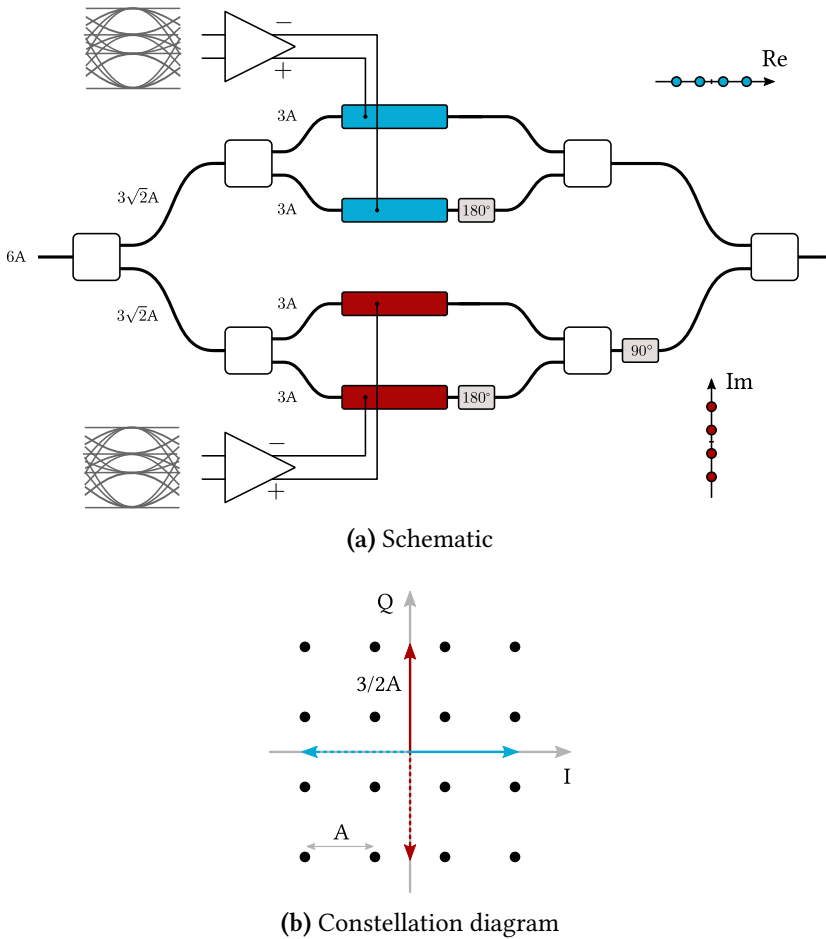 −
+
Re
3A
3√2A
3A
180°
6A
3√2A
3A
90°
Im
3A
180°
−
+
(a) Schematic
Q
3/2A
I
A
(b) Constellation diagram